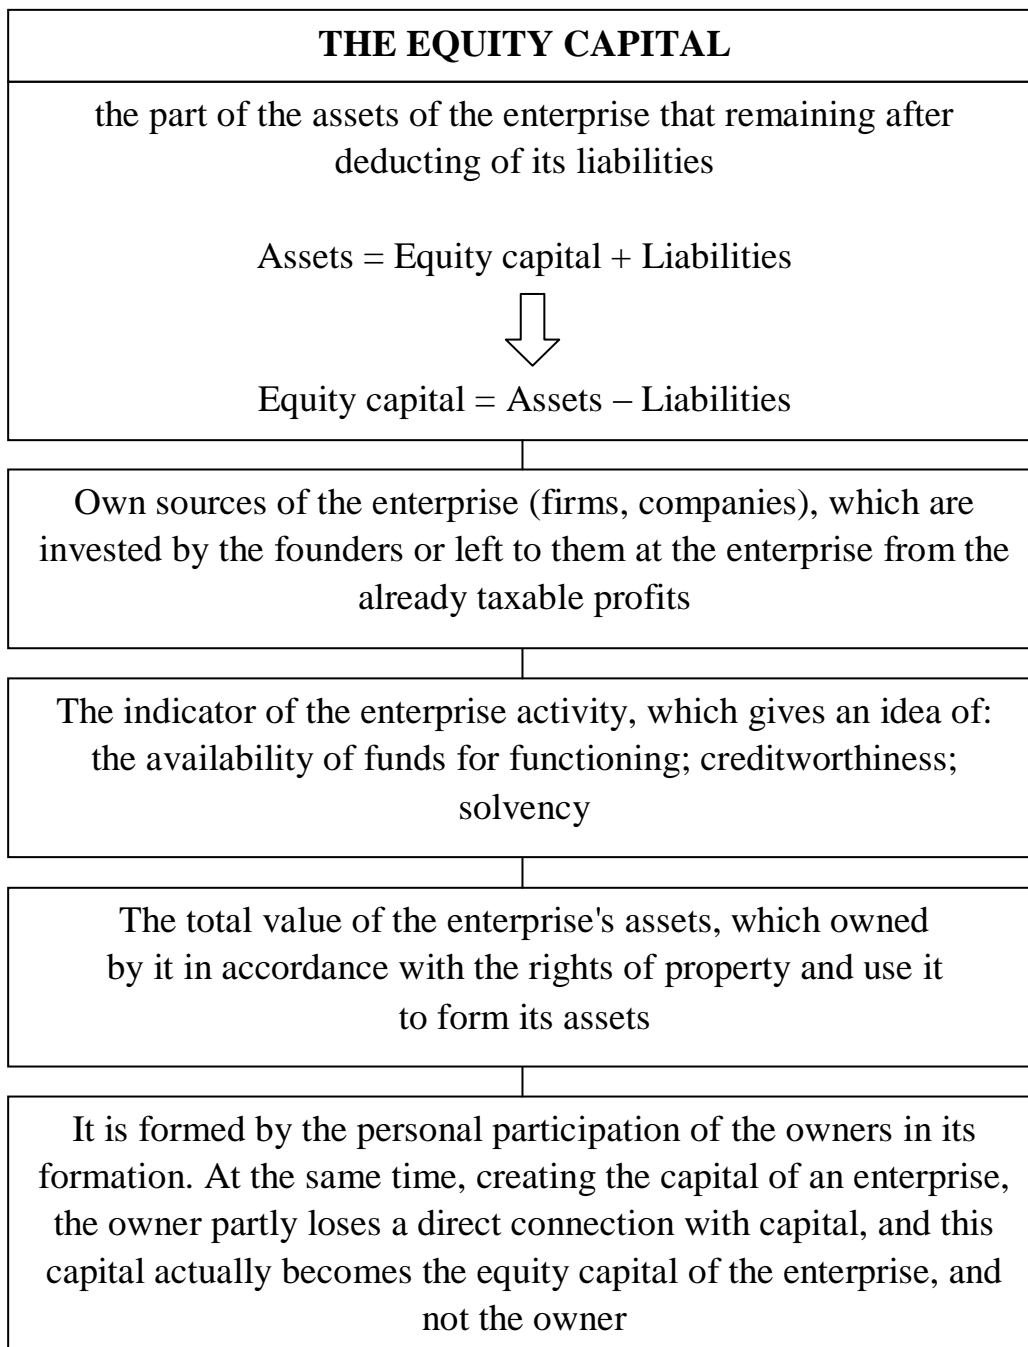 THE EQUITY CAPITAL
the part of the assets of the enterprise that remaining after
deducting of its liabilities
Assets = Equity capital + Liabilities
Equity capital = Assets – Liabilities
Own sources of the enterprise (firms, companies), which are
invested by the founders or left to them at the enterprise from the
already taxable profits
The indicator of the enterprise activity, which gives an idea of:
the availability of funds for functioning; creditworthiness;
solvency
The total value of the enterprise's assets, which owned
by it in accordance with the rights of property and use it
to form its assets
It is formed by the personal participation of the owners in its
formation. At the same time, creating the capital of an enterprise,
the owner partly loses a direct connection with capital, and this
capital actually becomes the equity capital of the enterprise, and
not the owner